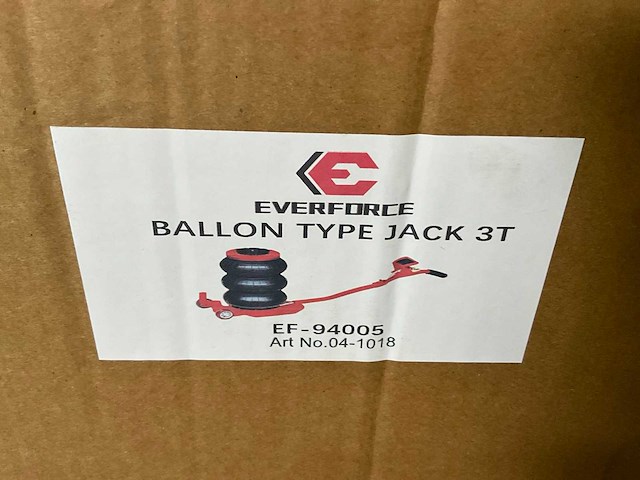 EVERFORCE
BALLON TYPE JACK 3T
EF-94005
Art No.04-1018